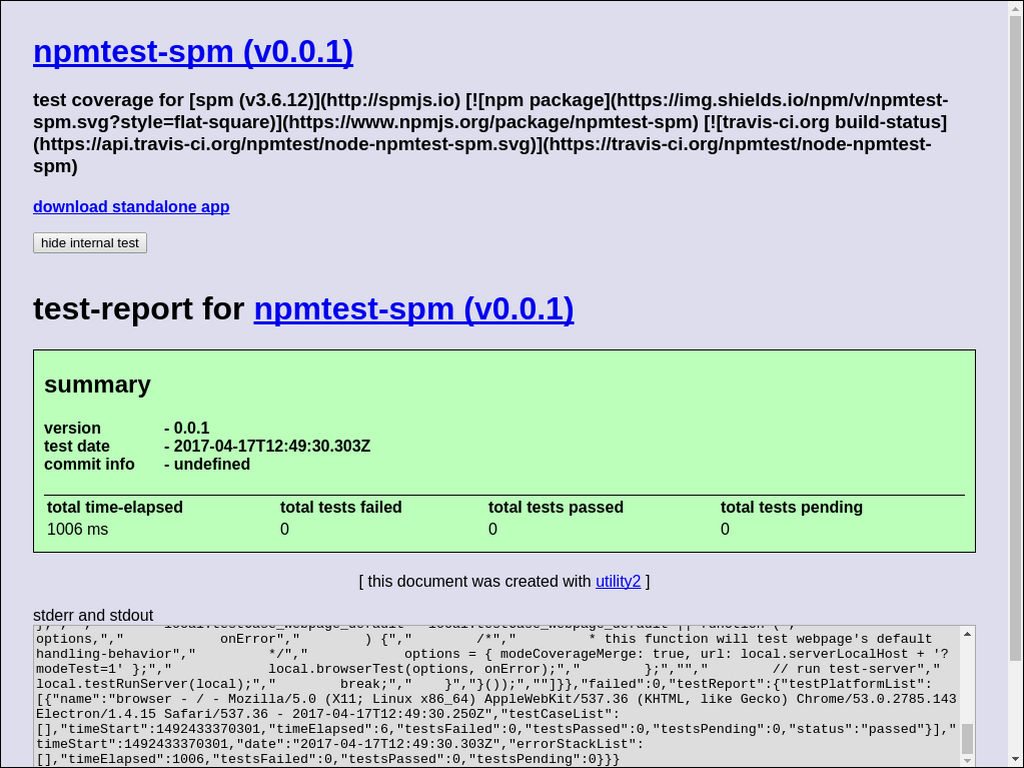 npmtest-spm (v0.0.1)
test coverage for [spm (v3.6.12)](http://spmjs.io) [![npm package](https://img.shields.io/npm/v/npmtest-
spm.svg?style=flat-square)](https://www.npmjs.org/package/npmtest-spm) [![travis-ci.org build-status]
(https://api.travis-ci.org/npmtest/node-npmtest-spm.svg)](https://travis-ci.org/npmtest/node-npmtest-
spm)
download standalone app
hide internal test
test-report for npmtest-spm (v0.0.1)
summary
version - 0.0.1
test date - 2017-04-17T12:49:30.303Z
commit info - undefined
total time-elapsed total tests failed total tests passed total tests pending
1006 ms 0 0 0
[ this document was created with utility2 ]
stderr and stdout
options,"," onError"," ) {"," /*"," * this function will test webpage's default
handling-behavior"," */"," options = { modeCoverageMerge: true, url: local.serverLocalHost + '?
modeTest=1' };"," local.browserTest(options, onError);"," };",""," // run test-server","
local.testRunServer(local);"," break;"," }","}());",""]}},"failed":0,"testReport":{"testPlatformList":
[{"name":"browser - / - Mozilla/5.0 (X11; Linux x86_64) AppleWebKit/537.36 (KHTML, like Gecko) Chrome/53.0.2785.143
Electron/1.4.15 Safari/537.36 - 2017-04-17T12:49:30.250Z","testCaseList":
[],"timeStart":1492433370301,"timeElapsed":6,"testsFailed":0,"testsPassed":0,"testsPending":0,"status":"passed"}],"
timeStart":1492433370301,"date":"2017-04-17T12:49:30.303Z","errorStackList":
[],"timeElapsed":1006,"testsFailed":0,"testsPassed":0,"testsPending":0}}}